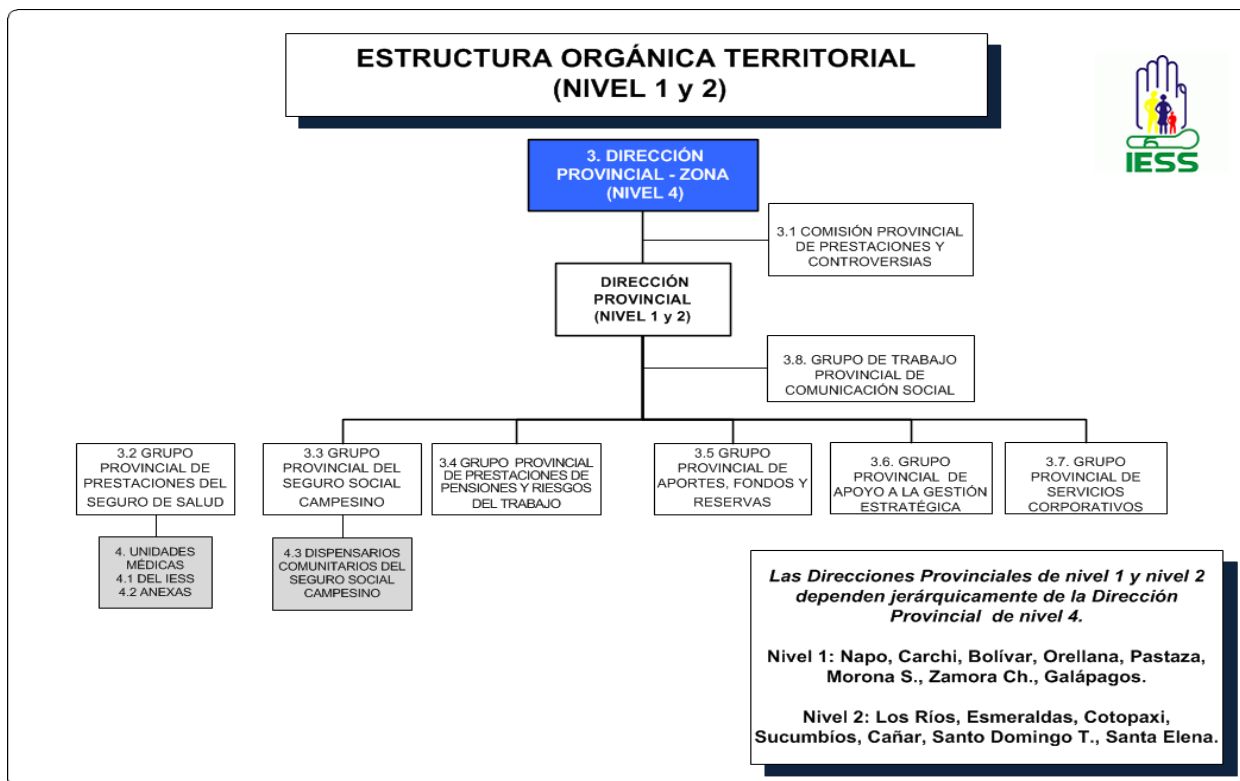 ESTRUCTURA ORGÁNICA TERRITORIAL
(NIVEL 1 y 2)
IESS
3. DIRECCIÓN
PROVINCIAL - ZONA
(NIVEL 4)
3.1 COMISIÓN PROVINCIAL
DE PRESTACIONES Y
CONTROVERSIAS
DIRECCIÓN
PROVINCIAL
(NIVEL 1 y 2)
3.8. GRUPO DE TRABAJO
PROVINCIAL DE
COMUNICACIÓN SOCIAL
3.2 GRUPO
PROVINCIAL DE
PRESTACIONES DEL
SEGURO DE SALUD
3.3 GRUPO
PROVINCIAL DEL
SEGURO SOCIAL
CAMPESINO
3.4 GRUPO PROVINCIAL
DE PRESTACIONES DE
PENSIONES Y RIESGOS
DEL TRABAJO
3.5 GRUPO
PROVINCIAL DE
APORTES, FONDOS Y
RESERVAS
3.6. GRUPO
PROVINCIAL DE
APOYO A LA GESTIÓN
ESTRATÉGICA
3.7. GRUPO
PROVINCIAL DE
SERVICIOS
CORPORATIVOS
4. UNIDADES
MÉDICAS
4.1 DEL IESS
4.2 ANEXAS
4.3 DISPENSARIOS
COMUNITARIOS DEL
SEGURO SOCIAL
CAMPESINO
Las Direcciones Provinciales de nivel 1 y nivel 2
dependen jerárquicamente de la Dirección
Provincial de nivel 4.
Nivel 1: Napo, Carchi, Bolívar, Orellana, Pastaza,
Morona S., Zamora Ch., Galápagos.
Nivel 2: Los Ríos, Esmeraldas, Cotopaxi,
Sucumbíos, Cañar, Santo Domingo T., Santa Elena.